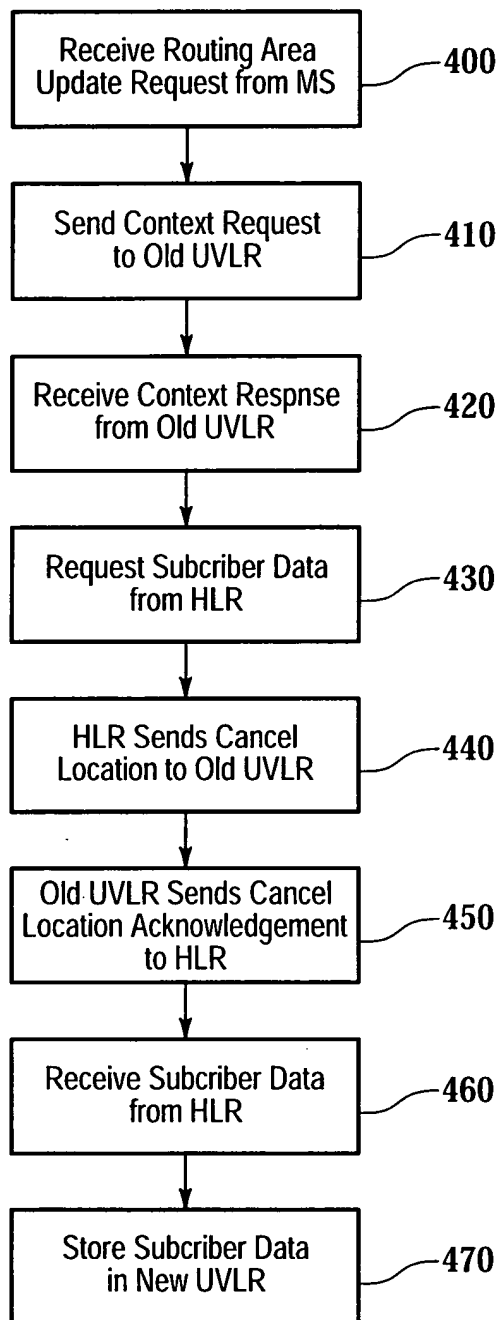 Receive Routing Area
Update Request from MS
400
Send Context Request
to Old UVLR
410
Receive Context Respnse
from Old UVLR
420
Request Subcriber Data
from HLR
430
HLR Sends Cancel
Location to Old UVLR
440
Old UVLR Sends Cancel
Location Acknowledgement
to HLR
450
Receive Subcriber Data
from HLR
460
Store Subcriber Data
in New UVLR
470